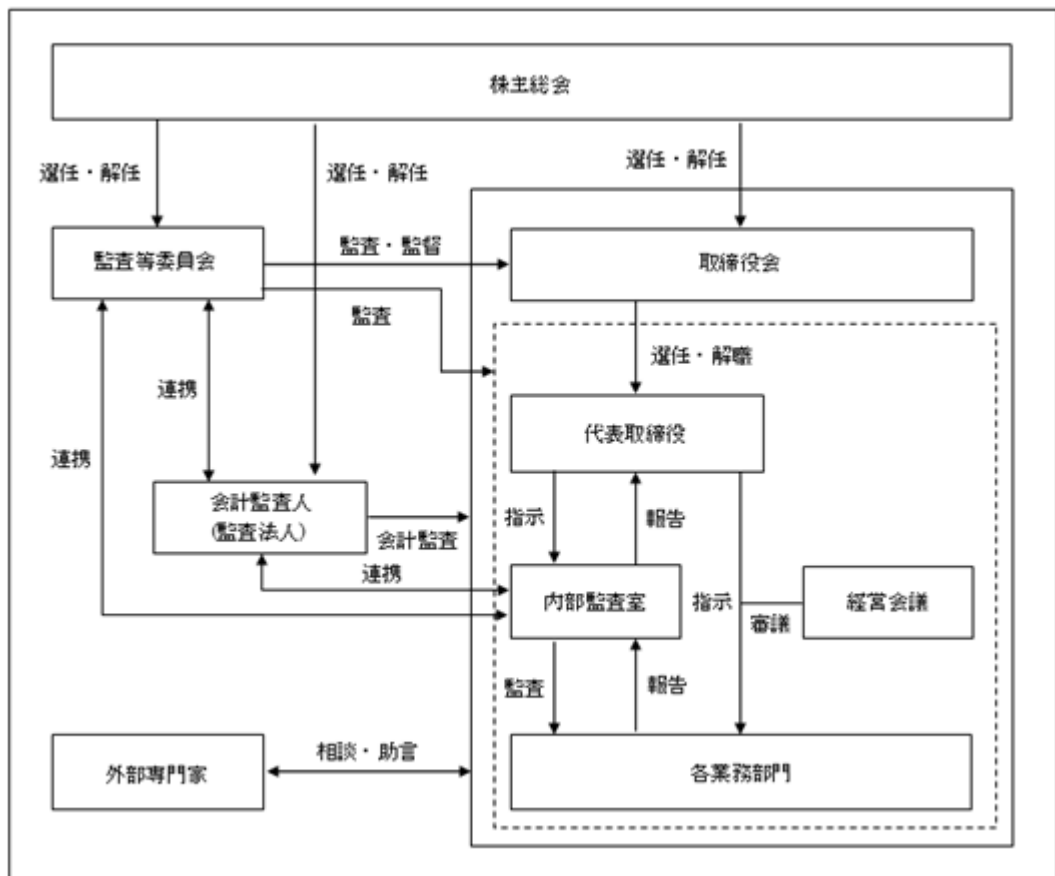 株主総会
選任・解任
選任・解任
選任・解任
監査等委員会
監査・監督
取締役会
監査
選任・解職
連携
代表取締役
連携
会計監査人
(監査法人)
会計監査
指示
報告
連携
内部監査室
指示
審議
経営会議
監査
報告
外部専門家
相談・助言
各業務部門